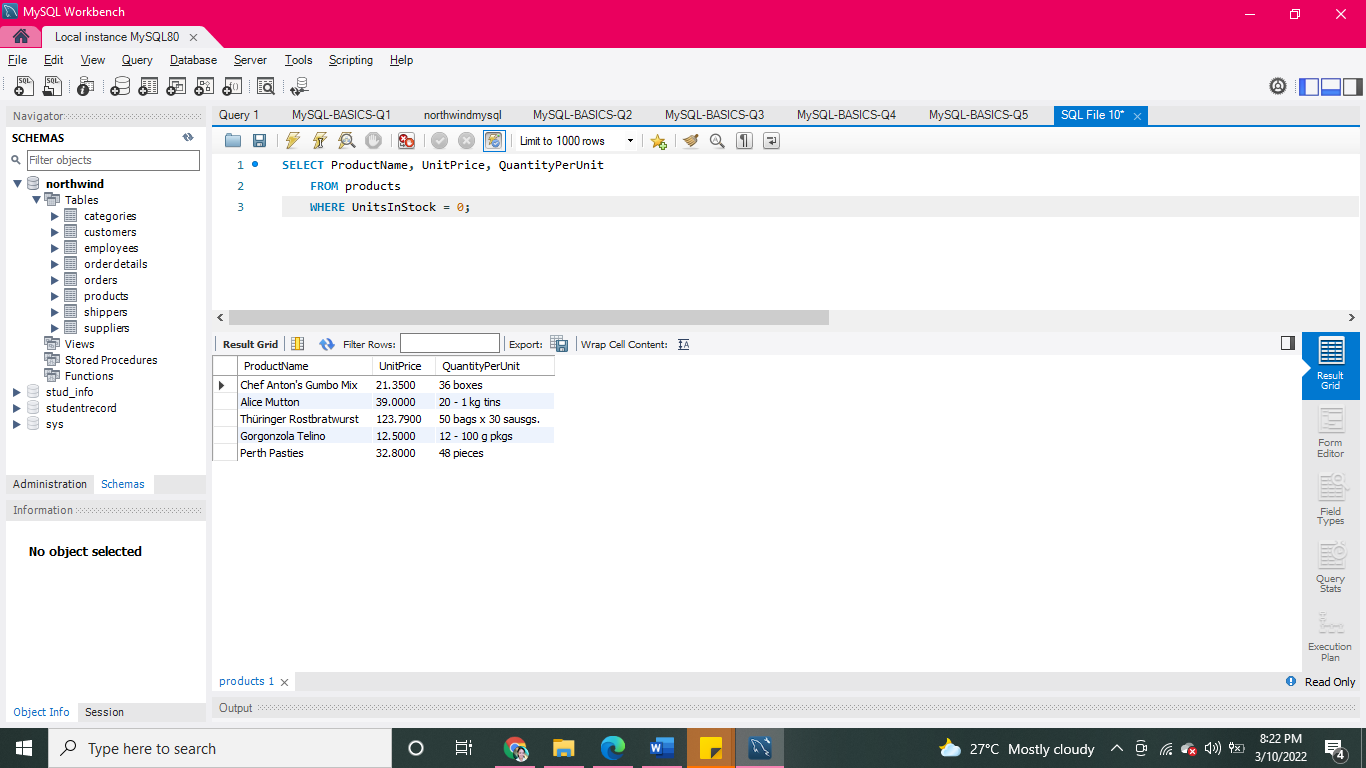 MySQL Workbench
Local instance MySQL80
File Edit View Query Database Server Tools Scripting Help
Navigator
SCHEMAS
Filter objects
northwind
Tables
categories
customers
employees
orderdetails
orders
products
shippers
suppliers
Views
Stored Procedures
Functions
stud_info
studentrecord
sys
Administration Schemas
Information
No object selected
Object Info Session
Query 1 MySQL-BASICS-Q1 northwindmysql MySQL-BASICS-Q2 MySQL-BASICS-Q3 MySQL-BASICS-Q4 MySQL-BASICS-Q5 SQL File 10*
Limit to 1000 rows
1 SELECT ProductName, UnitPrice, QuantityPerUnit
2 FROM products
3 WHERE UnitsInStock = 0;
Result Grid Filter Rows: Export: Wrap Cell Content:
ProductName UnitPrice QuantityPerUnit
Chef Anton's Gumbo Mix 21.3500 36 boxes
Alice Mutton 39.0000 20 - 1 kg tins
Thüringer Rostbratwurst 123.7900 50 bags x 30 sausgs.
Gorgonzola Telino 12.5000 12 - 100 g pkgs
Perth Pasties 32.8000 48 pieces
Result
Grid
Form
Editor
Field
Types
Query
Stats
Execution
Plan
products 1
Read Only
Output
Type here to search
27°C Mostly cloudy
8:22 PM
3/10/2022
4